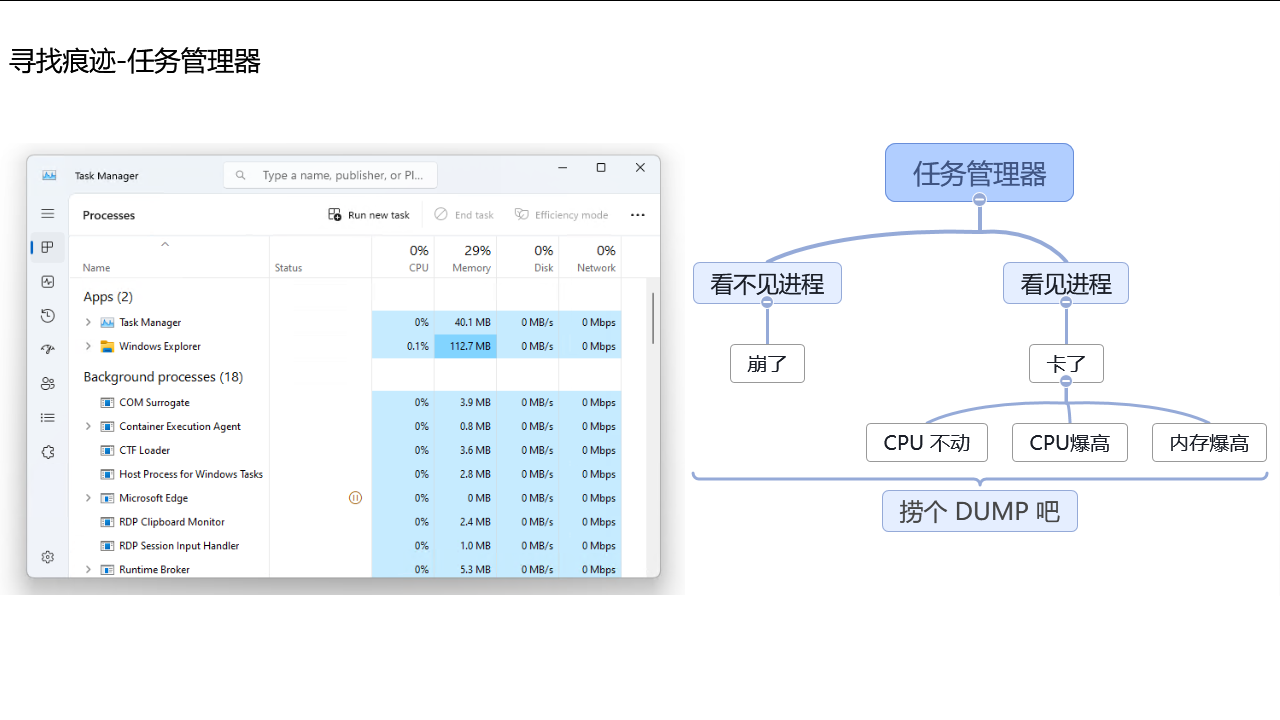 寻找痕迹-任务管理器
Task Manager
Type a name, publisher, or Pl...
Processes
Run new task
End task
Efficiency mode
...
0% 29% 0% 0%
Name Status CPU Memory Disk Network
Apps (2)
Task Manager 0% 40.1 MB 0 MB/s 0 Mbps
Windows Explorer 0.1% 112.7 MB 0 MB/s 0 Mbps
Background processes (18)
COM Surrogate 0% 3.9 MB 0 MB/s 0 Mbps
Container Execution Agent 0% 0.8 MB 0 MB/s 0 Mbps
CTF Loader 0% 3.6 MB 0 MB/s 0 Mbps
Host Process for Windows Tasks 0% 2.8 MB 0 MB/s 0 Mbps
Microsoft Edge 0% 0 MB 0 MB/s 0 Mbps
RDP Clipboard Monitor 0% 2.4 MB 0 MB/s 0 Mbps
RDP Session Input Handler 0% 1.0 MB 0 MB/s 0 Mbps
Runtime Broker 0% 5.3 MB 0 MB/s 0 Mbps
任务管理器
看不见进程
看见进程
崩了
卡了
CPU 不动
CPU爆高
内存爆高
捞个 DUMP 吧